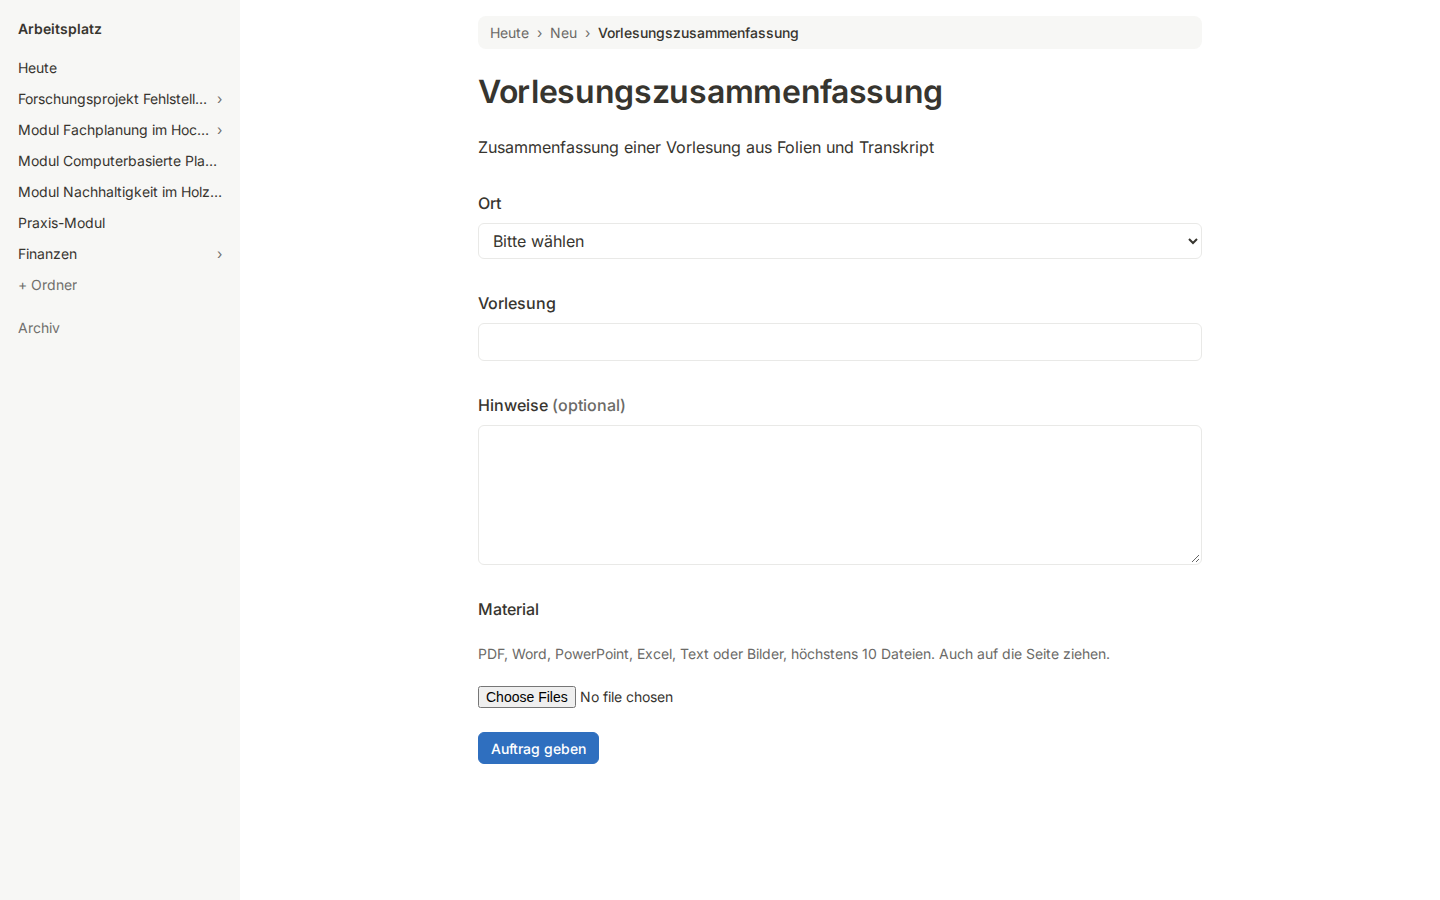 Arbeitsplatz
Heute
Forschungsprojekt Fehlstell... ›
Modul Fachplanung im Hoc... ›
Modul Computerbasierte Pla...
Modul Nachhaltigkeit im Holz...
Praxis-Modul
Finanzen ›
+ Ordner
Archiv
Heute › Neu › Vorlesungszusammenfassung
Vorlesungszusammenfassung
Zusammenfassung einer Vorlesung aus Folien und Transkript
Ort
Bitte wählen
Vorlesung
Hinweise (optional)
Material
PDF, Word, PowerPoint, Excel, Text oder Bilder, höchstens 10 Dateien. Auch auf die Seite ziehen.
Choose Files No file chosen
Auftrag geben